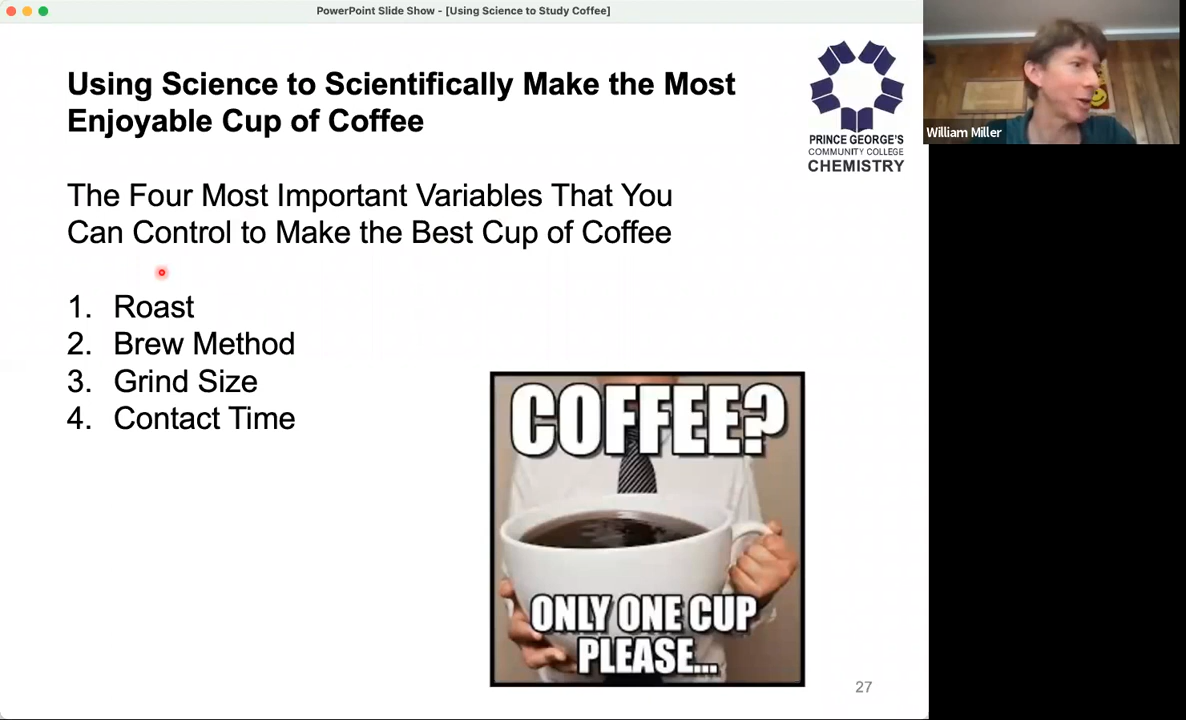 PowerPoint Slide Show - [Using Science to Study Coffee]
Using Science to Scientifically Make the Most
Enjoyable Cup of Coffee
PRINCE GEORGE'S
COMMUNITY COLLEGE
CHEMISTRY
William Miller
The Four Most Important Variables That You
Can Control to Make the Best Cup of Coffee
1. Roast
2. Brew Method
3. Grind Size
4. Contact Time
COFFEE?
ONLY ONE CUP
PLEASE...
27